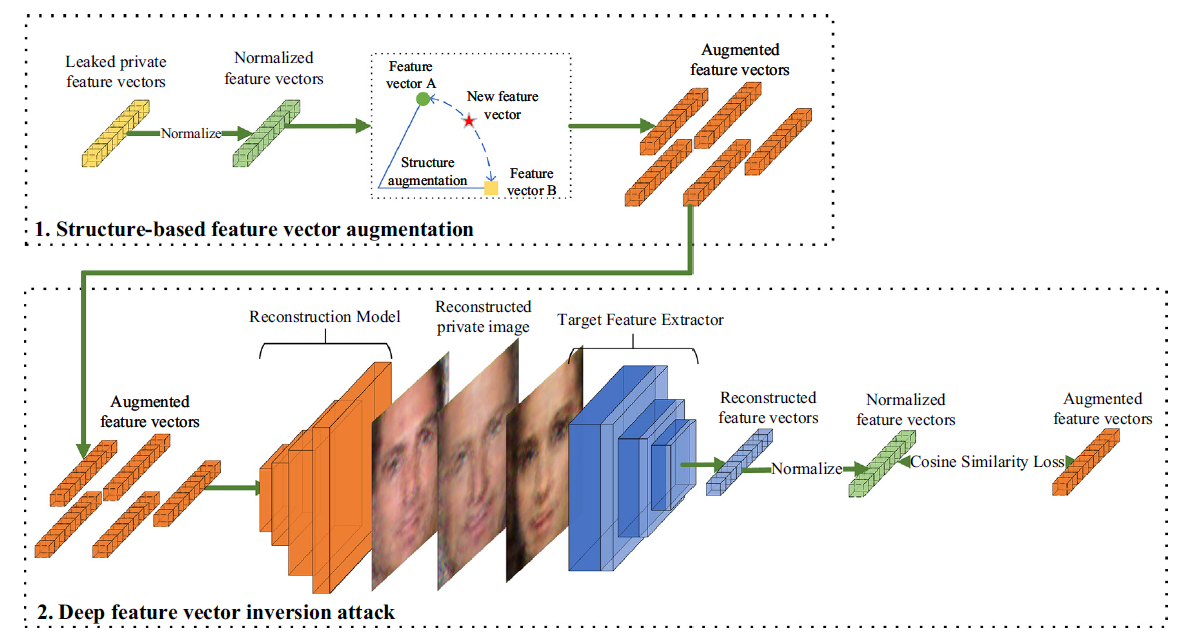 Leaked private
feature vectors
Normalize
Normalized
feature vectors
Feature
vector A
New feature
vector
Structure
augmentation
Feature
vector B
Augmented
feature vectors
1. Structure-based feature vector augmentation
Augmented
feature vectors
Reconstruction Model
Reconstructed
private image
Target Feature Extractor
Reconstructed
feature vectors
Normalize
Normalized
feature vectors
Cosine Similarity Loss
Augmented
feature vectors
2. Deep feature vector inversion attack